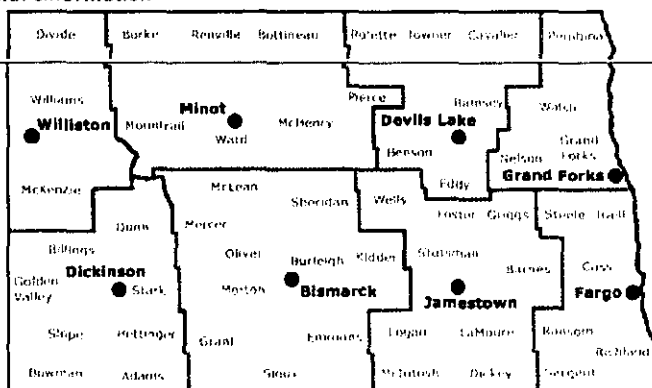 Divide Burke Renville Bottineau Rolette Towner Cavalier Pembina
Williams Pierce Ramsey Walsh
Williston Mountrail Minot Ward McHenry Devils Lake Grand Forks
Benson Nelson Grand Forks
McKenzie McLean Sheridan Wells Eddy
Dunn Mercer Foster Griggs Steele Traill
Billings Oliver Burleigh Kidder Stutsman Barnes Cass
Golden Valley Dickinson Stark Morton Bismarck Jamestown Fargo
Slope Hettinger Grant Emmons Logan LaMoure Ransom Richland
Bowman Adams Sioux McIntosh Dickey Sargent